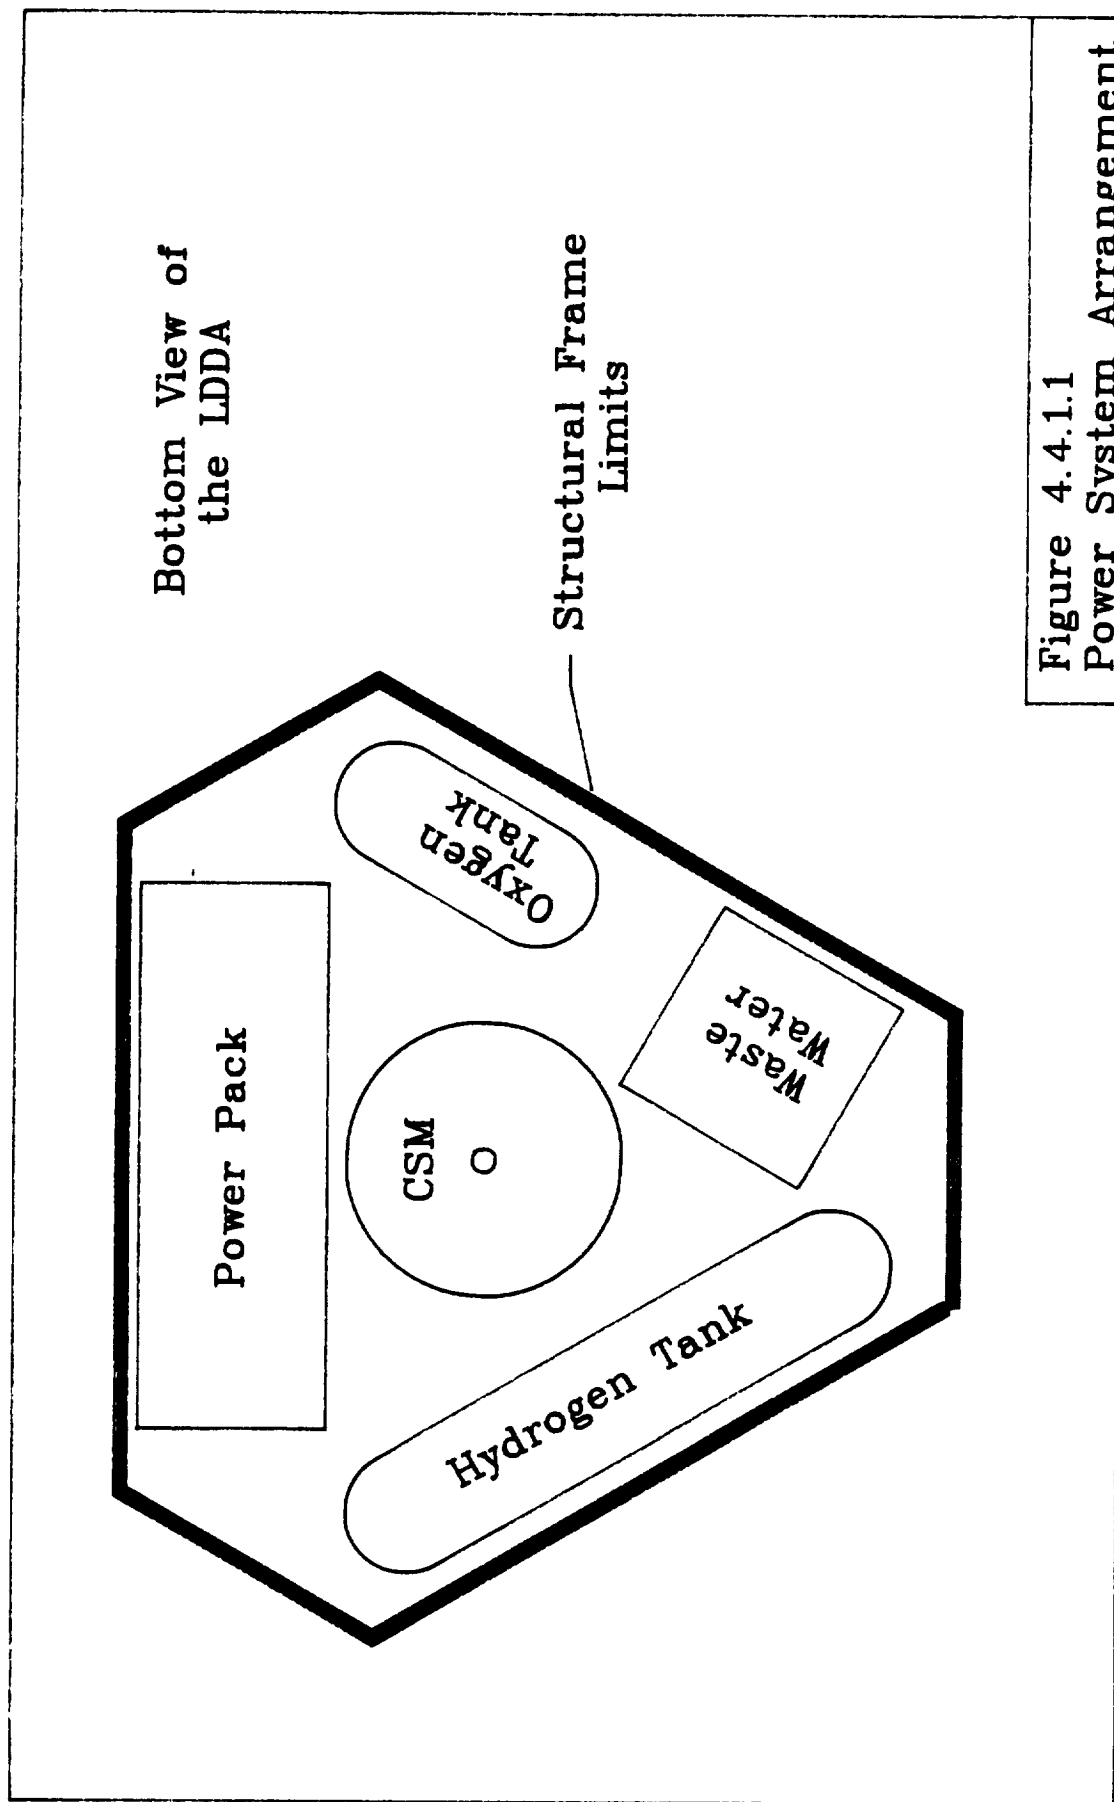 Bottom View of
the LDDA
Power Pack
CSM
Oxygen
Tank
Structural Frame
Limits
Hydrogen Tank
Waste
Water
Figure 4.4.1.1
Power System Arrangement